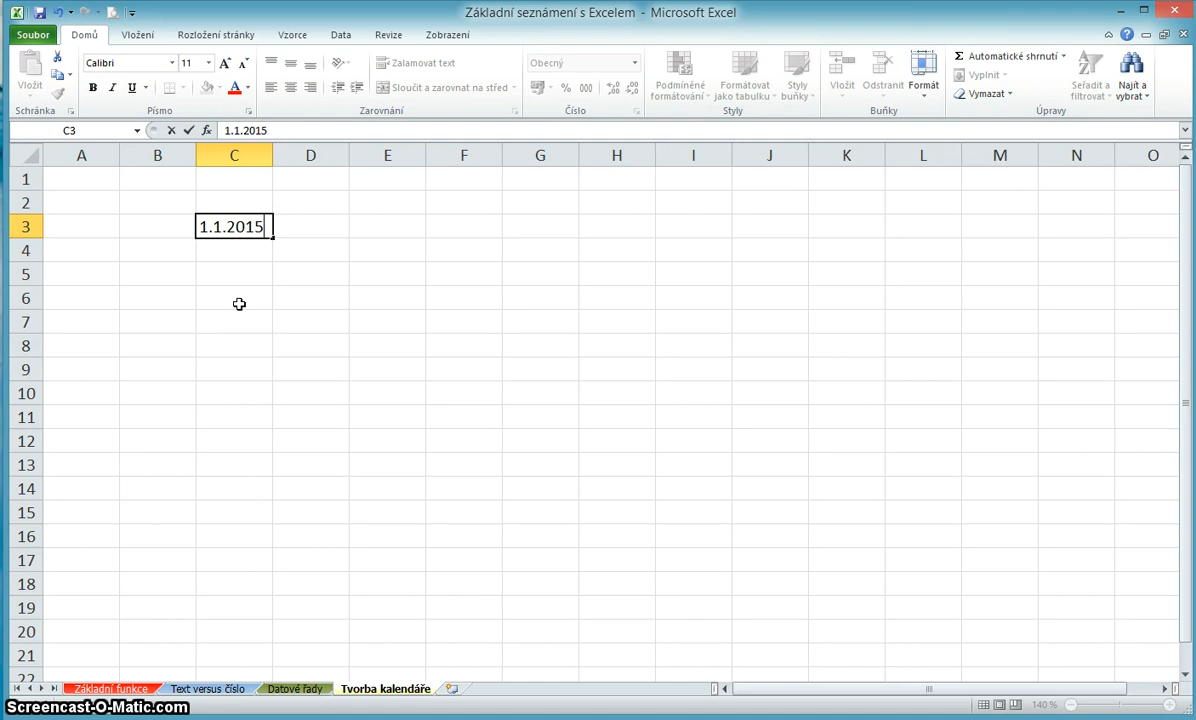 Základní seznámení s Excelem - Microsoft Excel
Soubor Domů Vložení Rozložení stránky Vzorce Data Revize Zobrazení
Calibri 11 Zalamovat text Obecný Automatické shrnutí
Vložit B I U A Sloučit a zarovnat na střed % 000 Podmíněné formátování Formátovat jako tabulku Styly buňky Vložit Odstranit Formát Vyplnit Vymazat Seřadit a filtrovat Najít a vybrat
Schránka Písmo Zarovnání Číslo Styly Buňky Úpravy
C3 fx 1.1.2015
A B C D E F G H I J K L M N O
1
2
3 1.1.2015
4
5
6
7
8
9
10
11
12
13
14
15
16
17
18
19
20
21
22
Základní funkce Text versus číslo Datové řady Tvorba kalendáře
Screencast-O-Matic.com 140 %